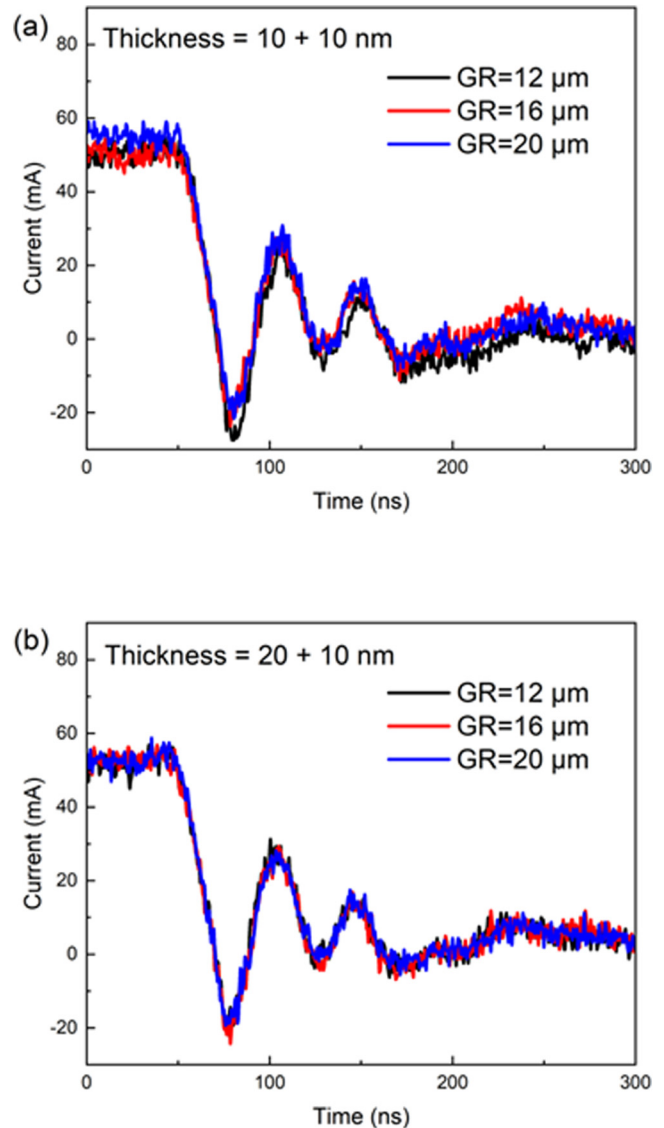 (a)
Thickness = 10 + 10 nm
GR=12 µm
GR=16 µm
GR=20 µm
80
60
40
20
0
-20
Current (mA)
0 100 200 300
Time (ns)
(b)
Thickness = 20 + 10 nm
GR=12 µm
GR=16 µm
GR=20 µm
80
60
40
20
0
-20
Current (mA)
0 100 200 300
Time (ns)